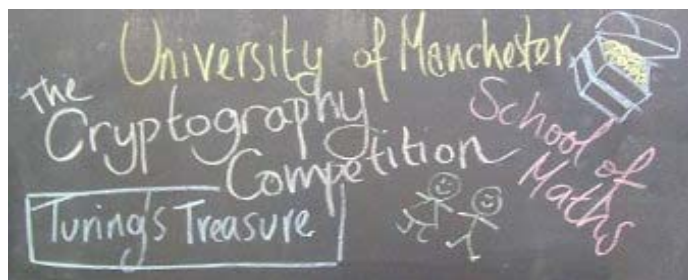 University of Manchester
The
Cryptography
Competition
School of
Maths
Turing's Treasure